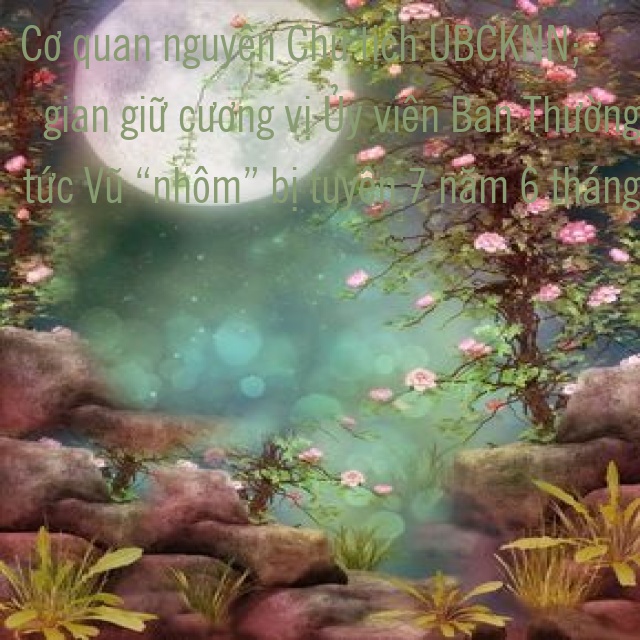 Cơ quan nguyên Chủ tịch UBCKNN,
gian giữ cương vị Ủy viên Ban Thường
tức Vũ “nhôm” bị tuyên 7 năm 6 tháng